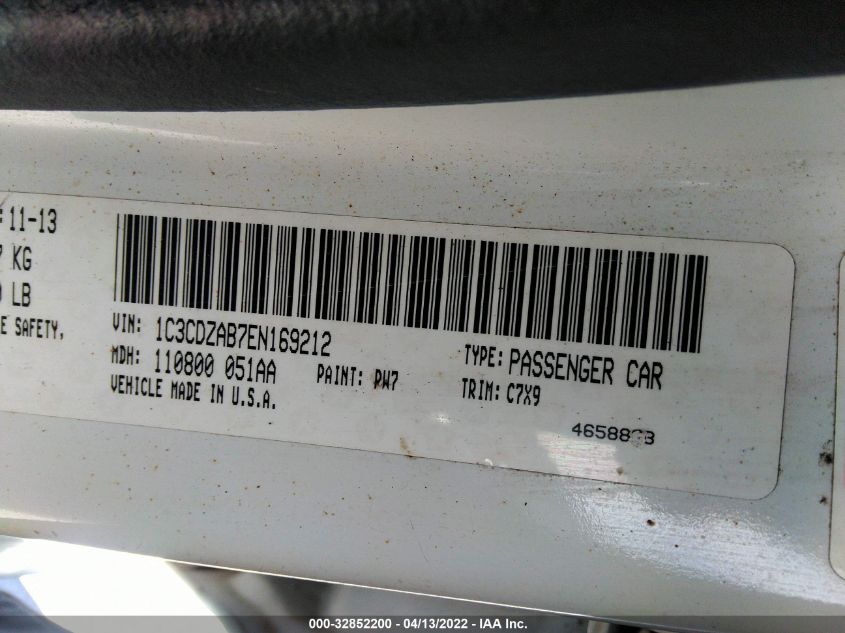 : 11-13
KG
LB
E SAFETY.
VIN: 1C3CDZAB7EN169212
TYPE: PASSENGER CAR
MDH: 110800 051AA
PAINT: PW7
TRIM: C7X9
VEHICLE MADE IN U.S.A.
000-32852200 - 04/13/2022 - IAA Inc.